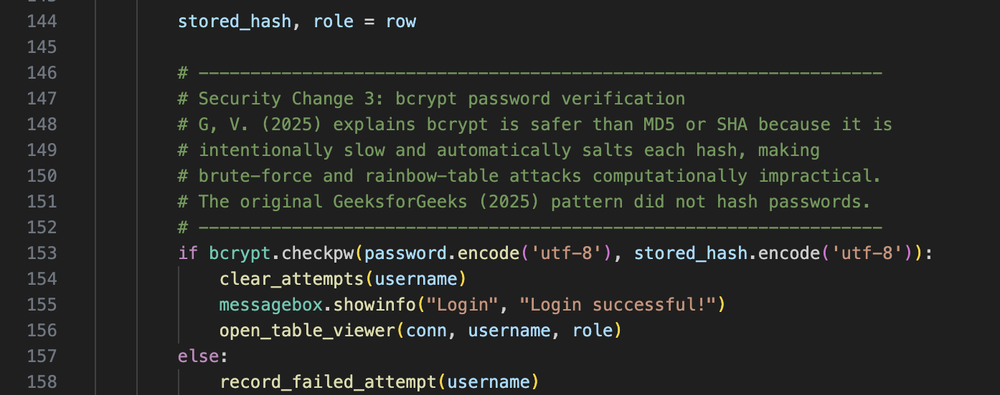 144 stored_hash, role = row
145
146 # ------------------------------------------------------------------
147 # Security Change 3: bcrypt password verification
148 # G, V. (2025) explains bcrypt is safer than MD5 or SHA because it is
149 # intentionally slow and automatically salts each hash, making
150 # brute-force and rainbow-table attacks computationally impractical.
151 # The original GeeksforGeeks (2025) pattern did not hash passwords.
152 # ------------------------------------------------------------------
153 if bcrypt.checkpw(password.encode('utf-8'), stored_hash.encode('utf-8')):
154     clear_attempts(username)
155     messagebox.showinfo("Login", "Login successful!")
156     open_table_viewer(conn, username, role)
157 else:
158     record_failed_attempt(username)